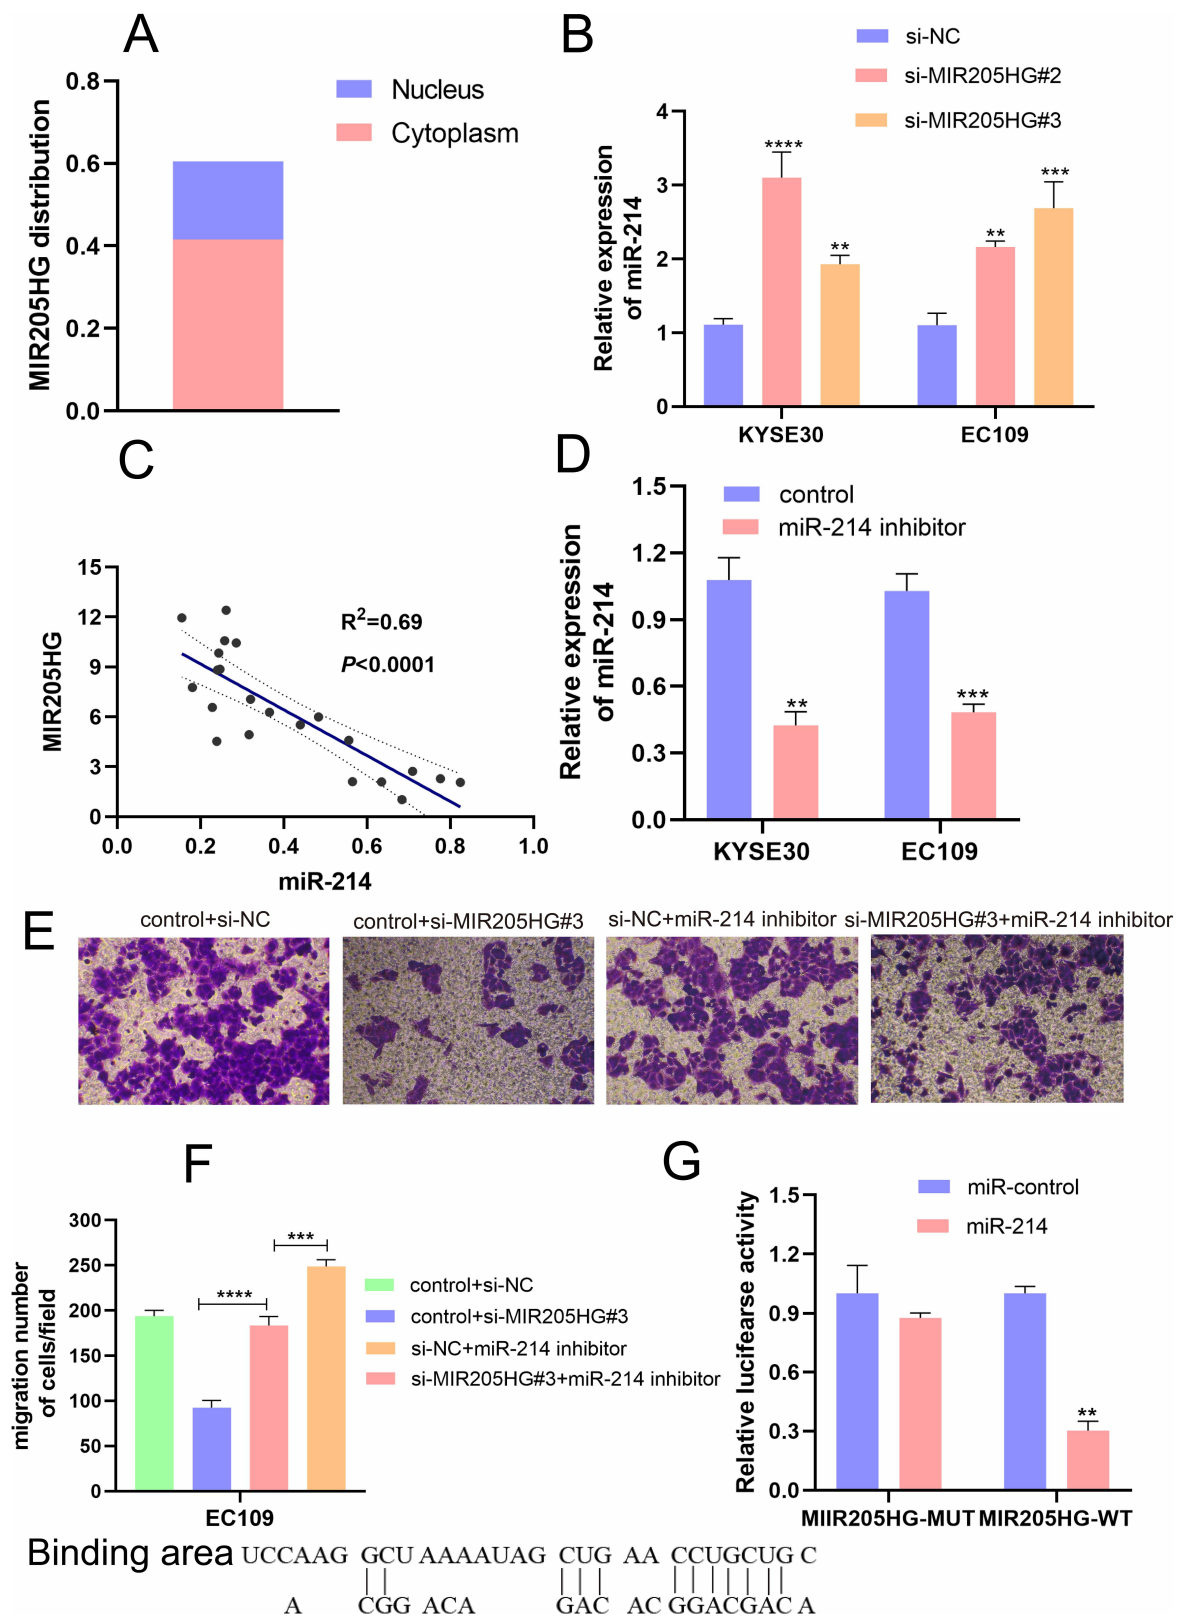 A
0.8
0.6
0.4
0.2
0.0
MIR205HG distribution
Nucleus
Cytoplasm
B
si-NC
si-MIR205HG#2
si-MIR205HG#3
4
3
2
1
0
Relative expression
of miR-214
****
**
**
***
KYSE30 EC109
C
15
12
9
6
3
0
MIR205HG
R2=0.69
P<0.0001
0.0 0.2 0.4 0.6 0.8 1.0
miR-214
D
control
miR-214 inhibitor
1.5
1.2
0.9
0.6
0.3
0.0
Relative expression
of miR-214
**
***
KYSE30 EC109
E
control+si-NC
control+si-MIR205HG#3
si-NC+miR-214 inhibitor
si-MIR205HG#3+miR-214 inhibitor
F
300
250
200
150
100
50
0
migration number
of cells/field
****
***
EC109
control+si-NC
control+si-MIR205HG#3
si-NC+miR-214 inhibitor
si-MIR205HG#3+miR-214 inhibitor
G
miR-control
miR-214
1.5
1.2
0.9
0.6
0.3
0.0
Relative lucifearse activity
**
MIIR205HG-MUT MIR205HG-WT
Binding area UCCAAG GCU AAAAUAG CUG AA CCUGCUG C
A CGG ACA GAC AC GGACGAC A